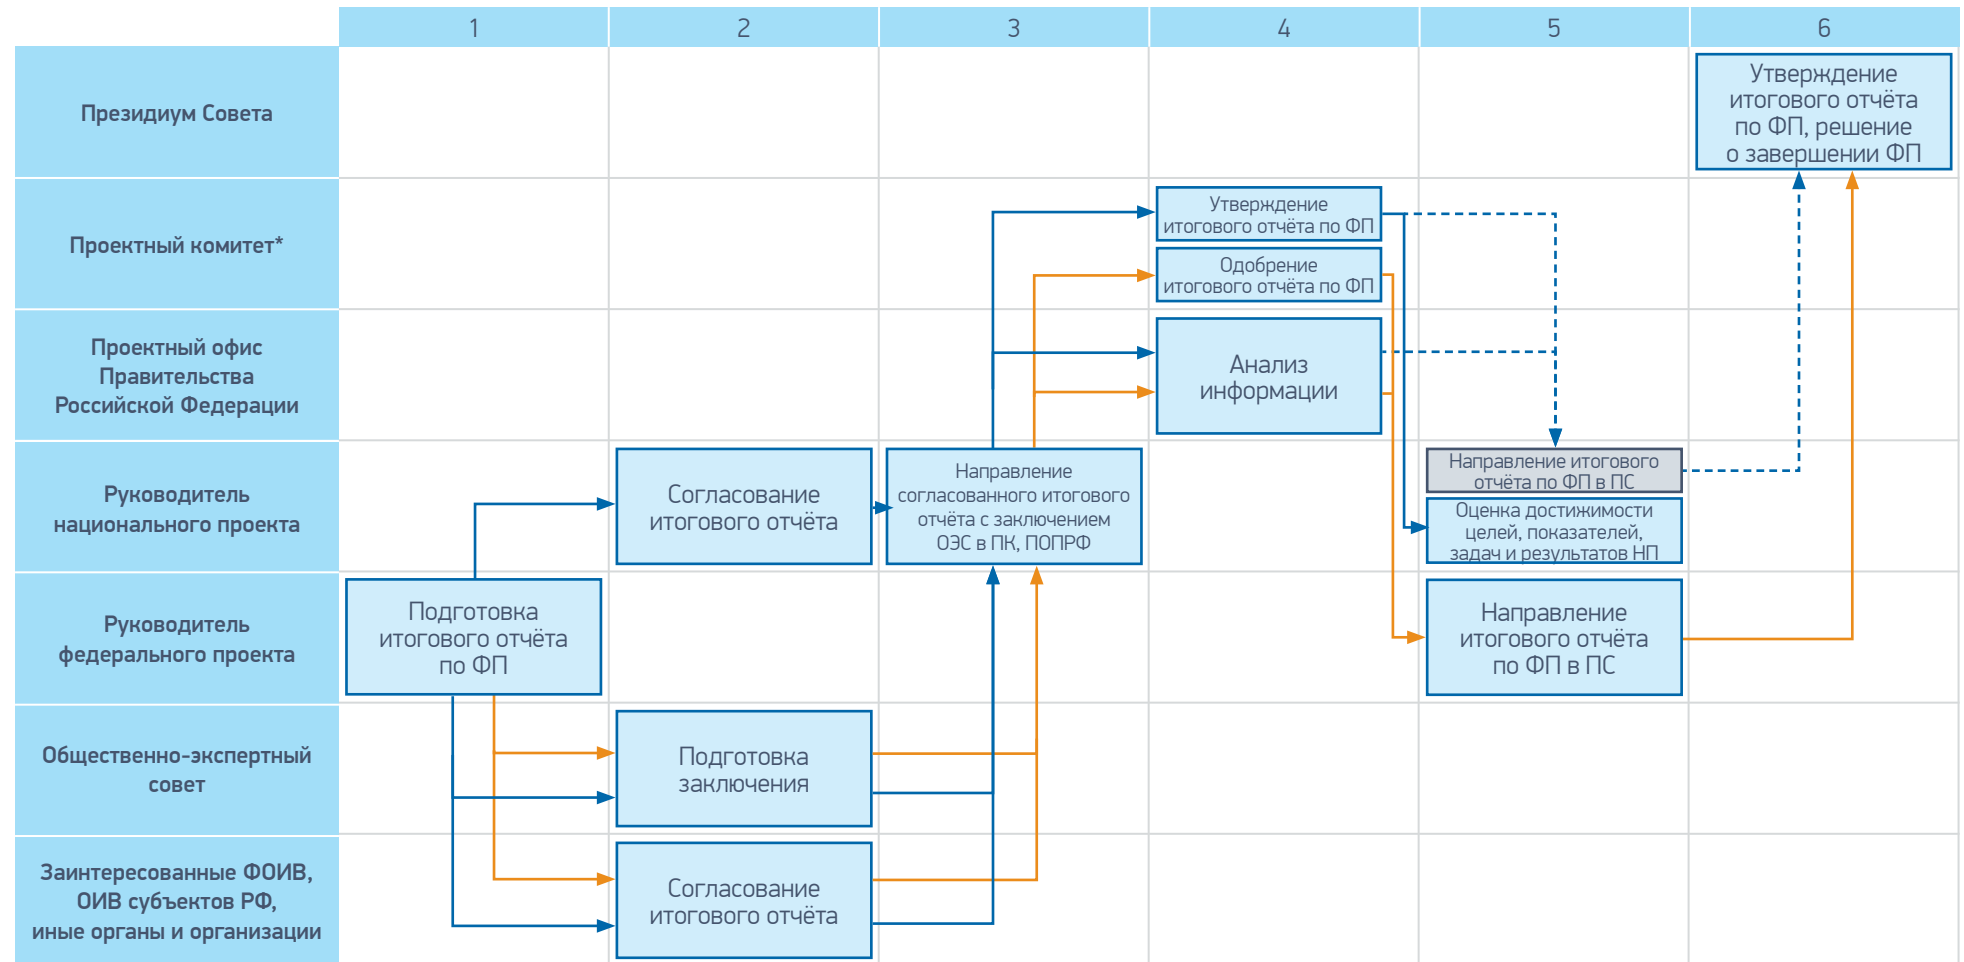 1 2 3 4 5 6
Президиум Совета
Утверждение
итогового отчёта
по ФП, решение
о завершении ФП
Проектный комитет*
Утверждение
итогового отчёта по ФП
Одобрение
итогового отчёта по ФП
Проектный офис
Правительства
Российской Федерации
Анализ
информации
Руководитель
национального проекта
Согласование
итогового отчёта
Направление
согласованного итогового
отчёта с заключением
ОЭС в ПК, ПОПРФ
Направление итогового
отчёта по ФП в ПС
Оценка достижимости
целей, показателей,
задач и результатов НП
Руководитель
федерального проекта
Подготовка
итогового отчёта
по ФП
Направление
итогового отчёта
по ФП в ПС
Общественно-экспертный
совет
Подготовка
заключения
Заинтересованные ФОИВ,
ОИВ субъектов РФ,
иные органы и организации
Согласование
итогового отчёта